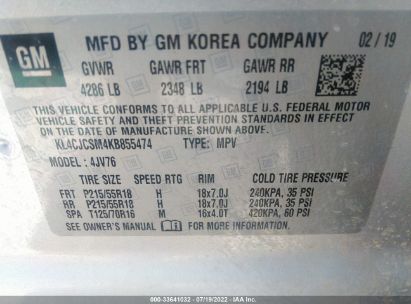 GM
MFD BY GM KOREA COMPANY
02/19
GVWR GAWR FRT GAWR RR
4286 LB 2348 LB 2194 LB
THIS VEHICLE CONFORMS TO ALL APPLICABLE U.S. FEDERAL MOTOR
VEHICLE SAFETY, BUMPER, AND THEFT PREVENTION STANDARDS IN EFFECT ON
THE DATE OF MANUFACTURE SHOWN ABOVE.
KL4CJCSM4KB855474 TYPE: MPV
MODEL: 4JV76
TIRE SIZE SPEED RTG RIM COLD TIRE PRESSURE
FRT P215/55R18 H 18x7.0J 240KPA, 35 PSI
RR P215/55R18 H 18x7.0J 240KPA, 35 PSI
SPA T125/70R16 M 16x4.0T 420KPA, 60 PSI
SEE OWNER'S MANUAL FOR MORE INFORMATION.
Stock: 33641032 - 07/19/2022 - IAAI.com